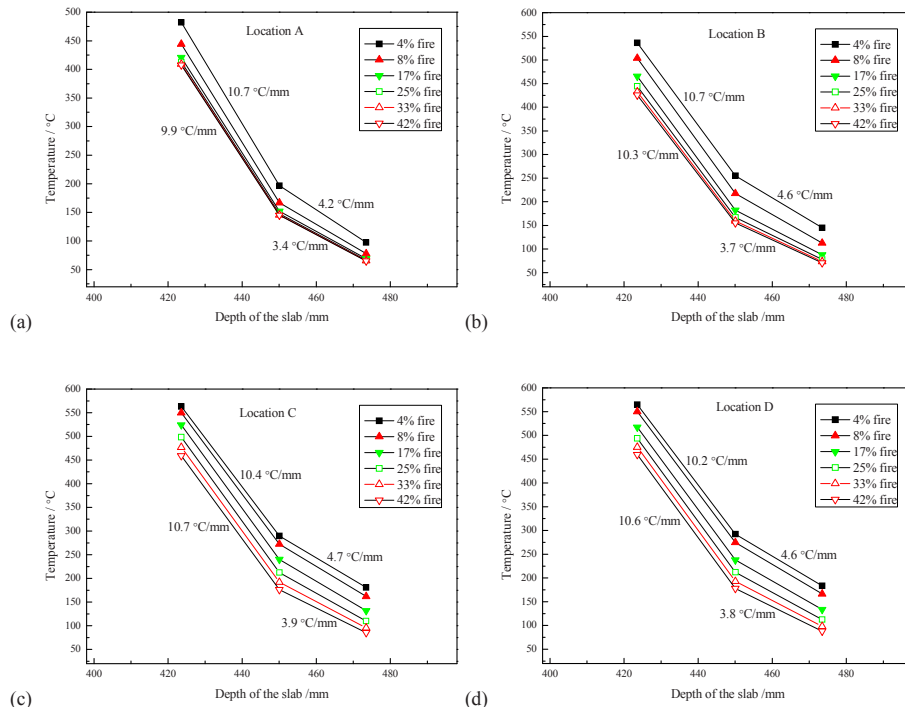 Location A
500
450
400
350
300
250
200
150
100
50
400
420
440
460
480
Temperature / °C
Depth of the slab /mm
4% fire
8% fire
17% fire
25% fire
33% fire
42% fire
10.7 °C/mm
9.9 °C/mm
4.2 °C/mm
3.4 °C/mm
(a)
Location B
600
550
500
450
400
350
300
250
200
150
100
50
400
420
440
460
480
Temperature / °C
Depth of the slab /mm
4% fire
8% fire
17% fire
25% fire
33% fire
42% fire
10.7 °C/mm
10.3 °C/mm
4.6 °C/mm
3.7 °C/mm
(b)
Location C
600
550
500
450
400
350
300
250
200
150
100
50
400
420
440
460
480
Temperature / °C
Depth of the slab /mm
4% fire
8% fire
17% fire
25% fire
33% fire
42% fire
10.4 °C/mm
10.7 °C/mm
4.7 °C/mm
3.9 °C/mm
(c)
Location D
600
550
500
450
400
350
300
250
200
150
100
50
400
420
440
460
480
Temperature / °C
Depth of the slab /mm
4% fire
8% fire
17% fire
25% fire
33% fire
42% fire
10.2 °C/mm
10.6 °C/mm
4.6 °C/mm
3.8 °C/mm
(d)